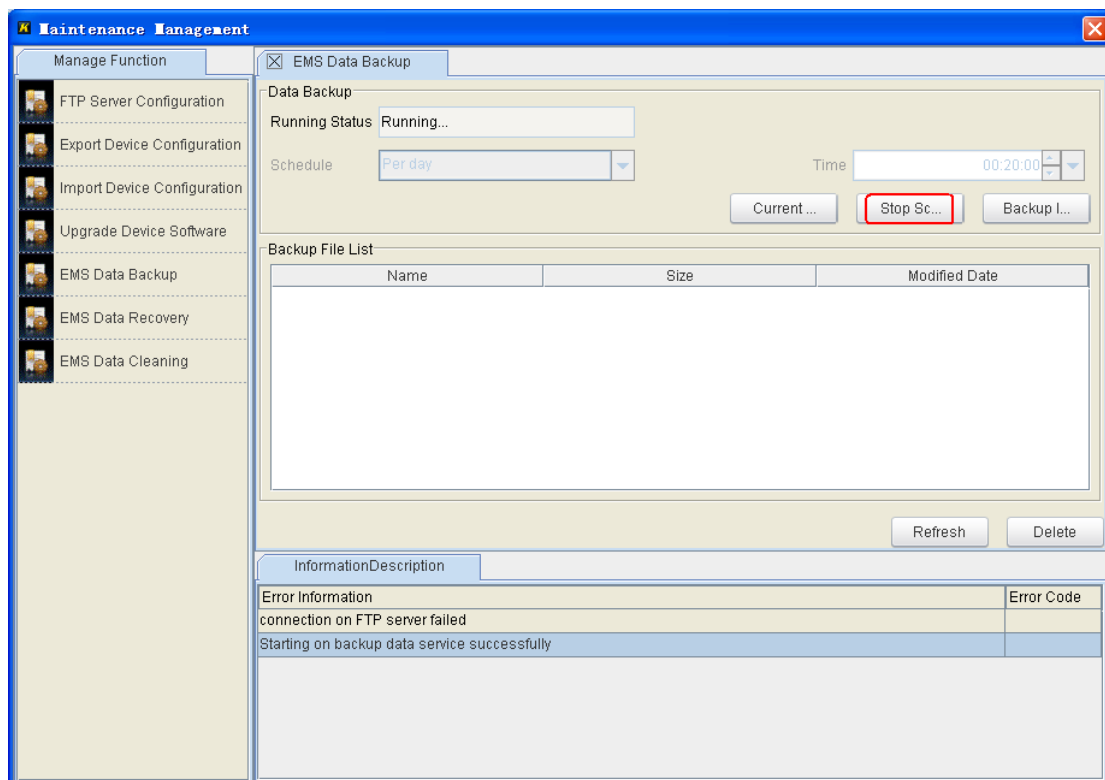 Maintenance Management
Manage Function
FTP Server Configuration
Export Device Configuration
Import Device Configuration
Upgrade Device Software
EMS Data Backup
EMS Data Recovery
EMS Data Cleaning
EMS Data Backup
Data Backup
Running Status Running...
Schedule Per day Time 00:20:00
Current ... Stop Sc... Backup I...
Backup File List
Name Size Modified Date
Refresh Delete
InformationDescription
Error Information Error Code
connection on FTP server failed
Starting on backup data service successfully